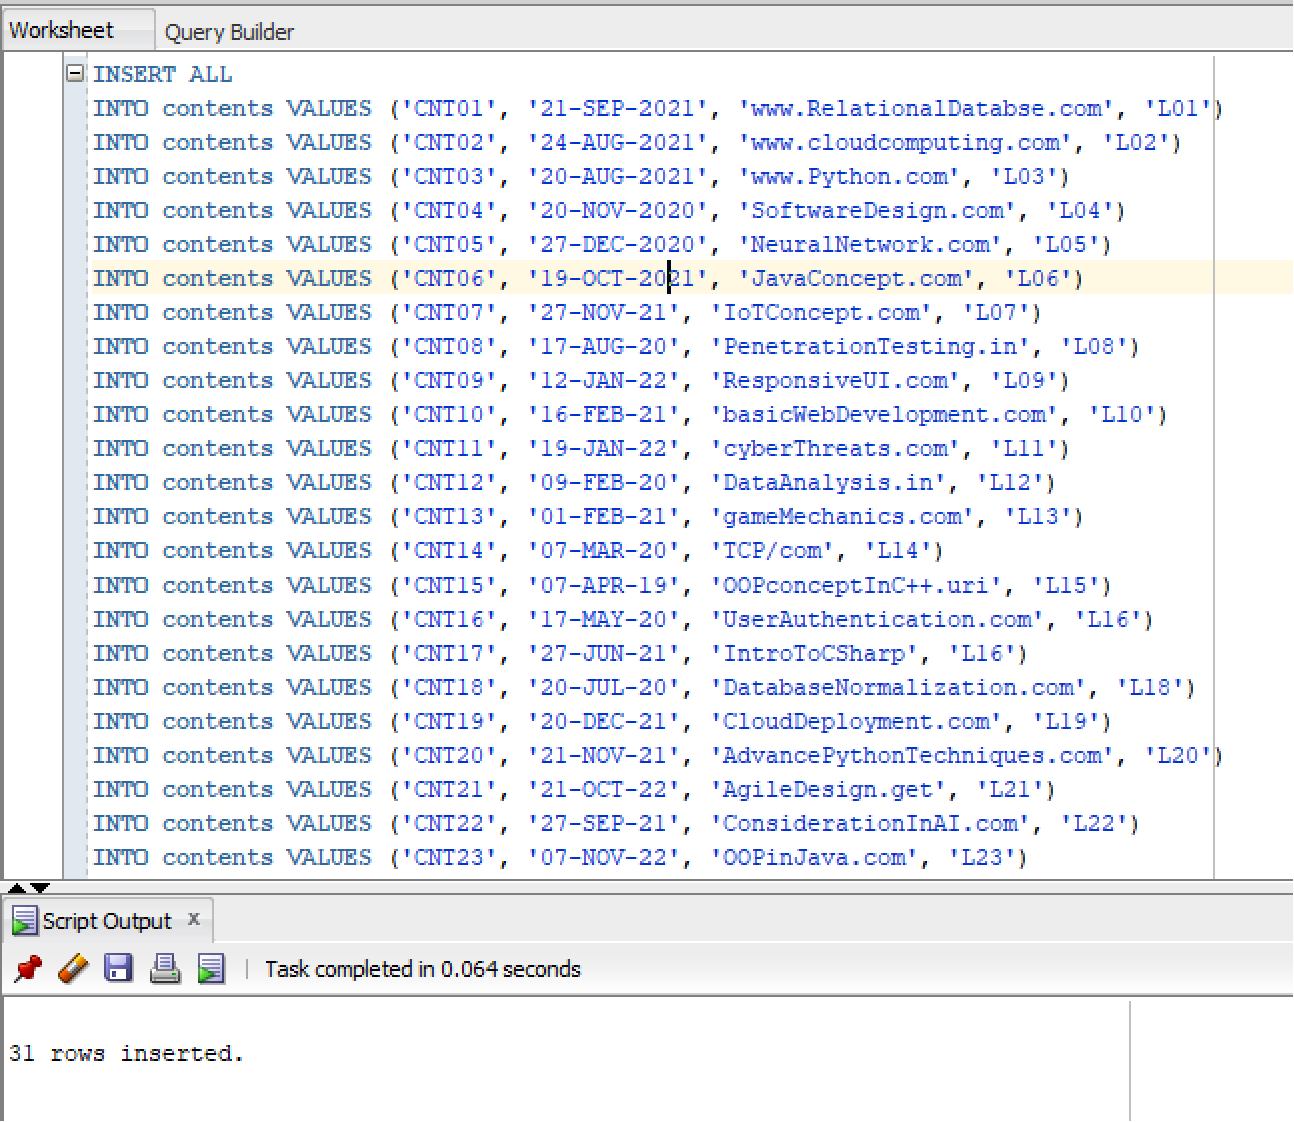 Worksheet Query Builder
INSERT ALL
INTO contents VALUES ('CNT01', '21-SEP-2021', 'www.RelationalDatabse.com', 'L01')
INTO contents VALUES ('CNT02', '24-AUG-2021', 'www.cloudcomputing.com', 'L02')
INTO contents VALUES ('CNT03', '20-AUG-2021', 'www.Python.com', 'L03')
INTO contents VALUES ('CNT04', '20-NOV-2020', 'SoftwareDesign.com', 'L04')
INTO contents VALUES ('CNT05', '27-DEC-2020', 'NeuralNetwork.com', 'L05')
INTO contents VALUES ('CNT06', '19-OCT-2021', 'JavaConcept.com', 'L06')
INTO contents VALUES ('CNT07', '27-NOV-21', 'IoTConcept.com', 'L07')
INTO contents VALUES ('CNT08', '17-AUG-20', 'PenetrationTesting.in', 'L08')
INTO contents VALUES ('CNT09', '12-JAN-22', 'ResponsiveUI.com', 'L09')
INTO contents VALUES ('CNT10', '16-FEB-21', 'basicWebDevelopment.com', 'L10')
INTO contents VALUES ('CNT11', '19-JAN-22', 'cyberThreats.com', 'L11')
INTO contents VALUES ('CNT12', '09-FEB-20', 'DataAnalysis.in', 'L12')
INTO contents VALUES ('CNT13', '01-FEB-21', 'gameMechanics.com', 'L13')
INTO contents VALUES ('CNT14', '07-MAR-20', 'TCP/com', 'L14')
INTO contents VALUES ('CNT15', '07-APR-19', 'OOPconceptInC++.uri', 'L15')
INTO contents VALUES ('CNT16', '17-MAY-20', 'UserAuthentication.com', 'L16')
INTO contents VALUES ('CNT17', '27-JUN-21', 'IntroToCSharp', 'L16')
INTO contents VALUES ('CNT18', '20-JUL-20', 'DatabaseNormalization.com', 'L18')
INTO contents VALUES ('CNT19', '20-DEC-21', 'CloudDeployment.com', 'L19')
INTO contents VALUES ('CNT20', '21-NOV-21', 'AdvancePythonTechniques.com', 'L20')
INTO contents VALUES ('CNT21', '21-OCT-22', 'AgileDesign.get', 'L21')
INTO contents VALUES ('CNT22', '27-SEP-21', 'ConsiderationInAI.com', 'L22')
INTO contents VALUES ('CNT23', '07-NOV-22', 'OOPinJava.com', 'L23')
Script Output x
Task completed in 0.064 seconds
31 rows inserted.